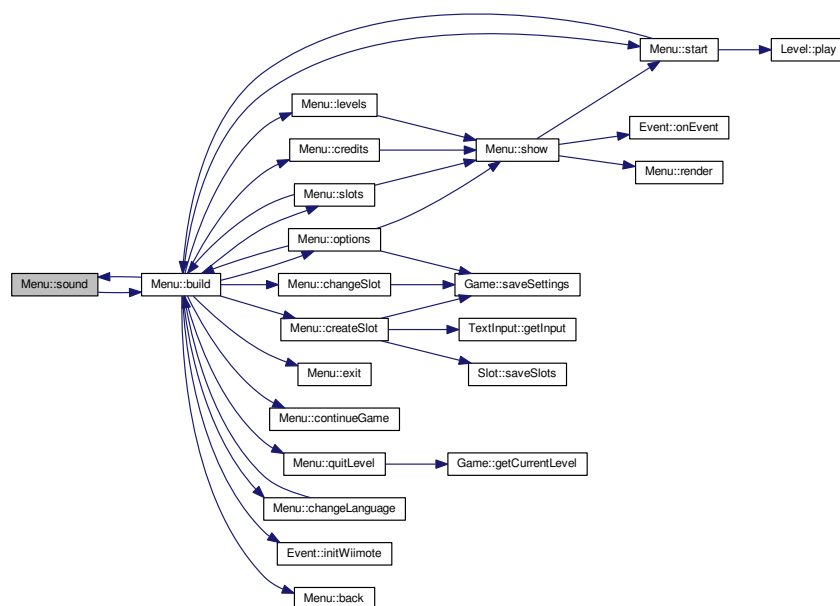 Menu::start
Level::play
Menu::levels
Event::onEvent
Menu::credits
Menu::show
Menu::render
Menu::slots
Menu::options
Menu::sound
Menu::build
Menu::changeSlot
Game::saveSettings
Menu::createSlot
TextInput::getInput
Menu::exit
Slot::saveSlots
Menu::continueGame
Menu::quitLevel
Game::getCurrentLevel
Menu::changeLanguage
Event::initWiimote
Menu::back